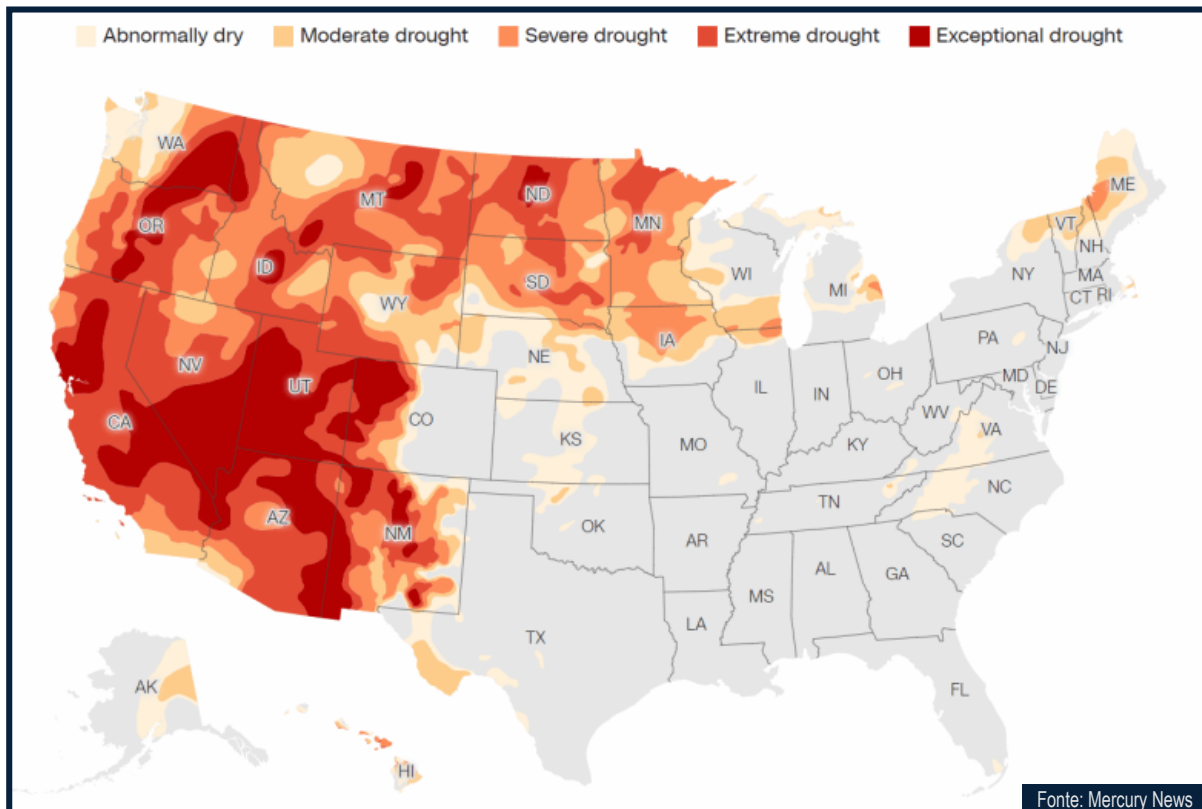 Abnormally dry Moderate drought Severe drought Extreme drought Exceptional drought
WA
ME
MT
ND
OR
MN
VT
NH
ID
WI
NY
MA
SD
CT RI
WY
MI
IA
PA
NJ
NE
NV
OH
MD
DE
UT
IL
IN
WV
CO
CA
VA
KS
MO
KY
NC
TN
AZ
OK
NM
AR
SC
MS
AL
GA
LA
TX
AK
FL
HI
Fonte: Mercury News